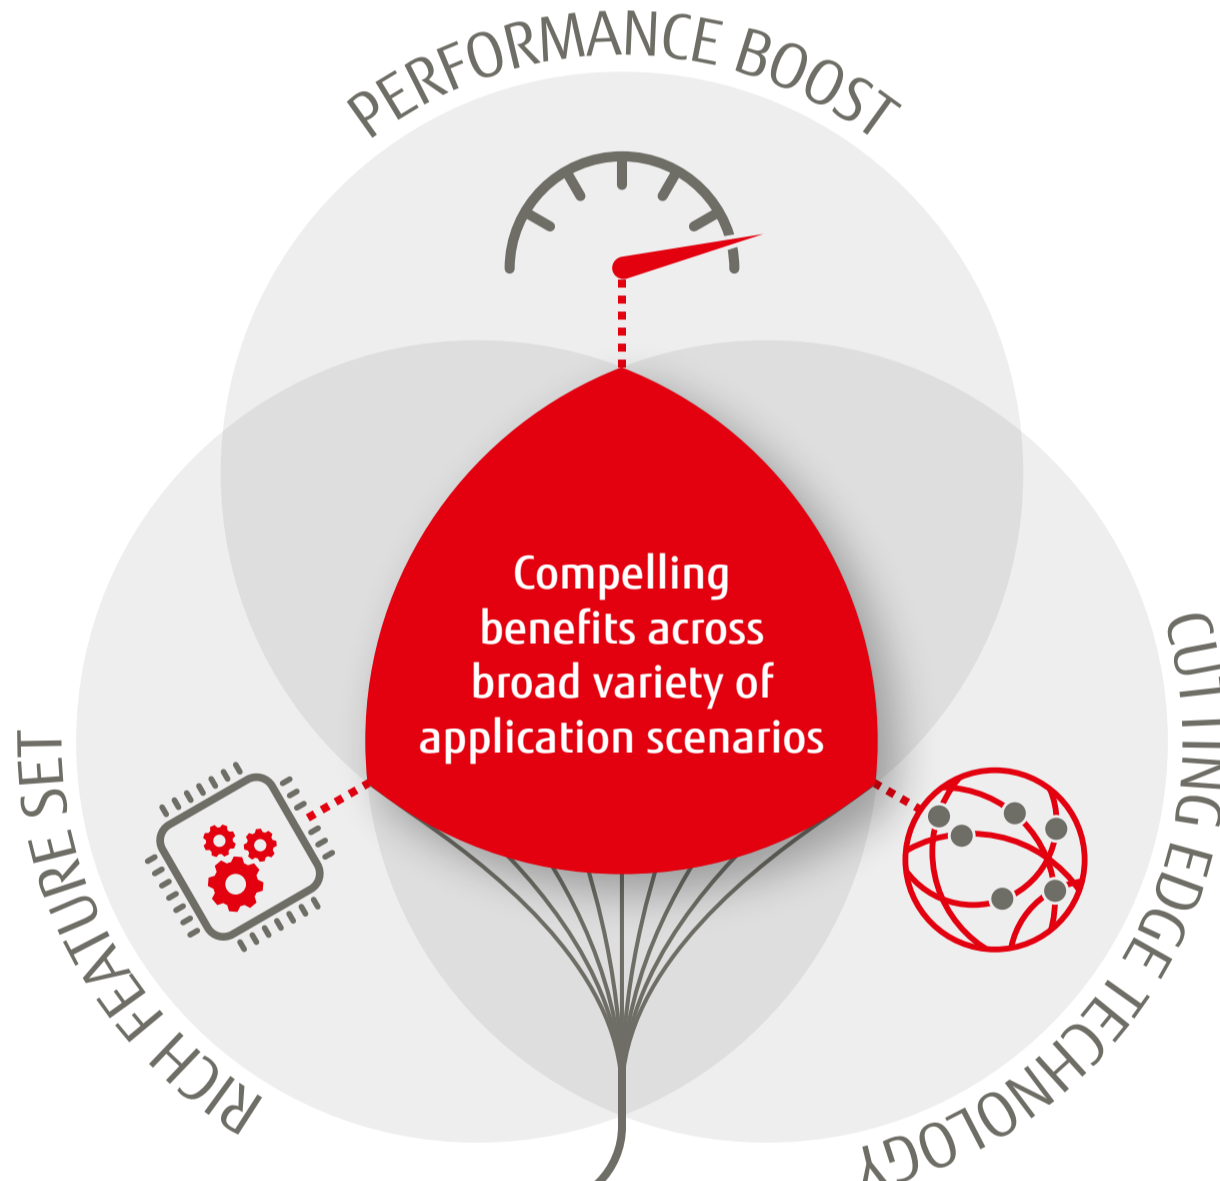 PERFORMANCE BOOST
Compelling
benefits across
broad variety of
application scenarios
RICH FEATURE SET
CUTTING EDGE TECHNOLOGY